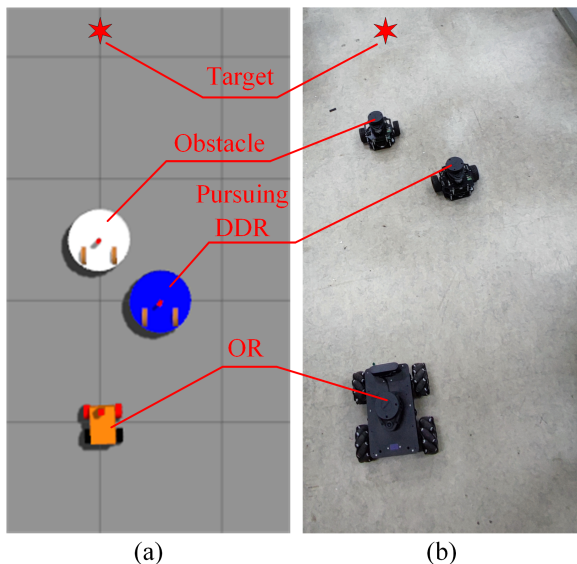 Target
Obstacle
Pursuing
DDR
OR
(a)
(b)